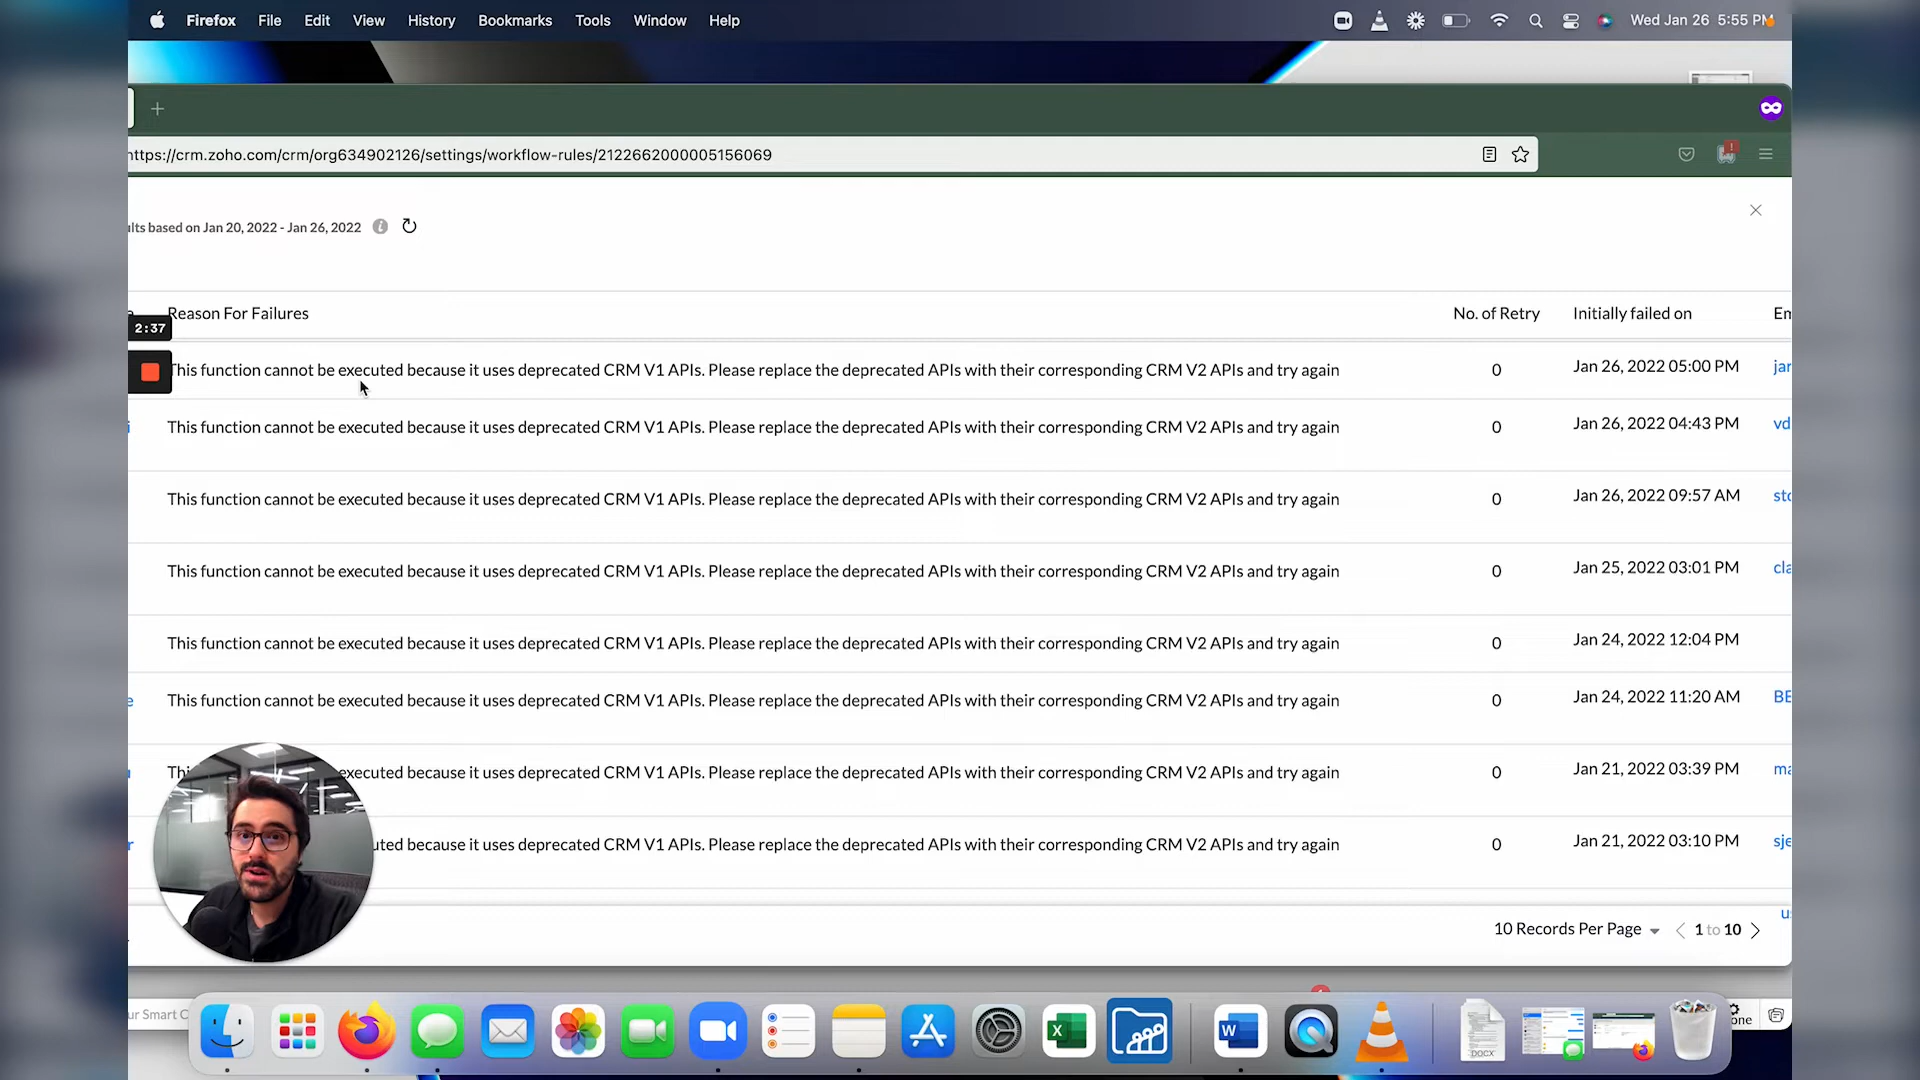 Firefox File Edit View History Bookmarks Tools Window Help Wed Jan 26 5:55 PM
https://crm.zoho.com/crm/org634902126/settings/workflow-rules/2122662000005156069
based on Jan 20, 2022 - Jan 26, 2022
Reason For Failures No. of Retry Initially failed on
2:37
This function cannot be executed because it uses deprecated CRM V1 APIs. Please replace the deprecated APIs with their corresponding CRM V2 APIs and try again 0 Jan 26, 2022 05:00 PM
This function cannot be executed because it uses deprecated CRM V1 APIs. Please replace the deprecated APIs with their corresponding CRM V2 APIs and try again 0 Jan 26, 2022 04:43 PM
This function cannot be executed because it uses deprecated CRM V1 APIs. Please replace the deprecated APIs with their corresponding CRM V2 APIs and try again 0 Jan 26, 2022 09:57 AM
This function cannot be executed because it uses deprecated CRM V1 APIs. Please replace the deprecated APIs with their corresponding CRM V2 APIs and try again 0 Jan 25, 2022 03:01 PM
This function cannot be executed because it uses deprecated CRM V1 APIs. Please replace the deprecated APIs with their corresponding CRM V2 APIs and try again 0 Jan 24, 2022 12:04 PM
This function cannot be executed because it uses deprecated CRM V1 APIs. Please replace the deprecated APIs with their corresponding CRM V2 APIs and try again 0 Jan 24, 2022 11:20 AM
executed because it uses deprecated CRM V1 APIs. Please replace the deprecated APIs with their corresponding CRM V2 APIs and try again 0 Jan 21, 2022 03:39 PM
because it uses deprecated CRM V1 APIs. Please replace the deprecated APIs with their corresponding CRM V2 APIs and try again 0 Jan 21, 2022 03:10 PM
10 Records Per Page 1 to 10
Smart
DOCX